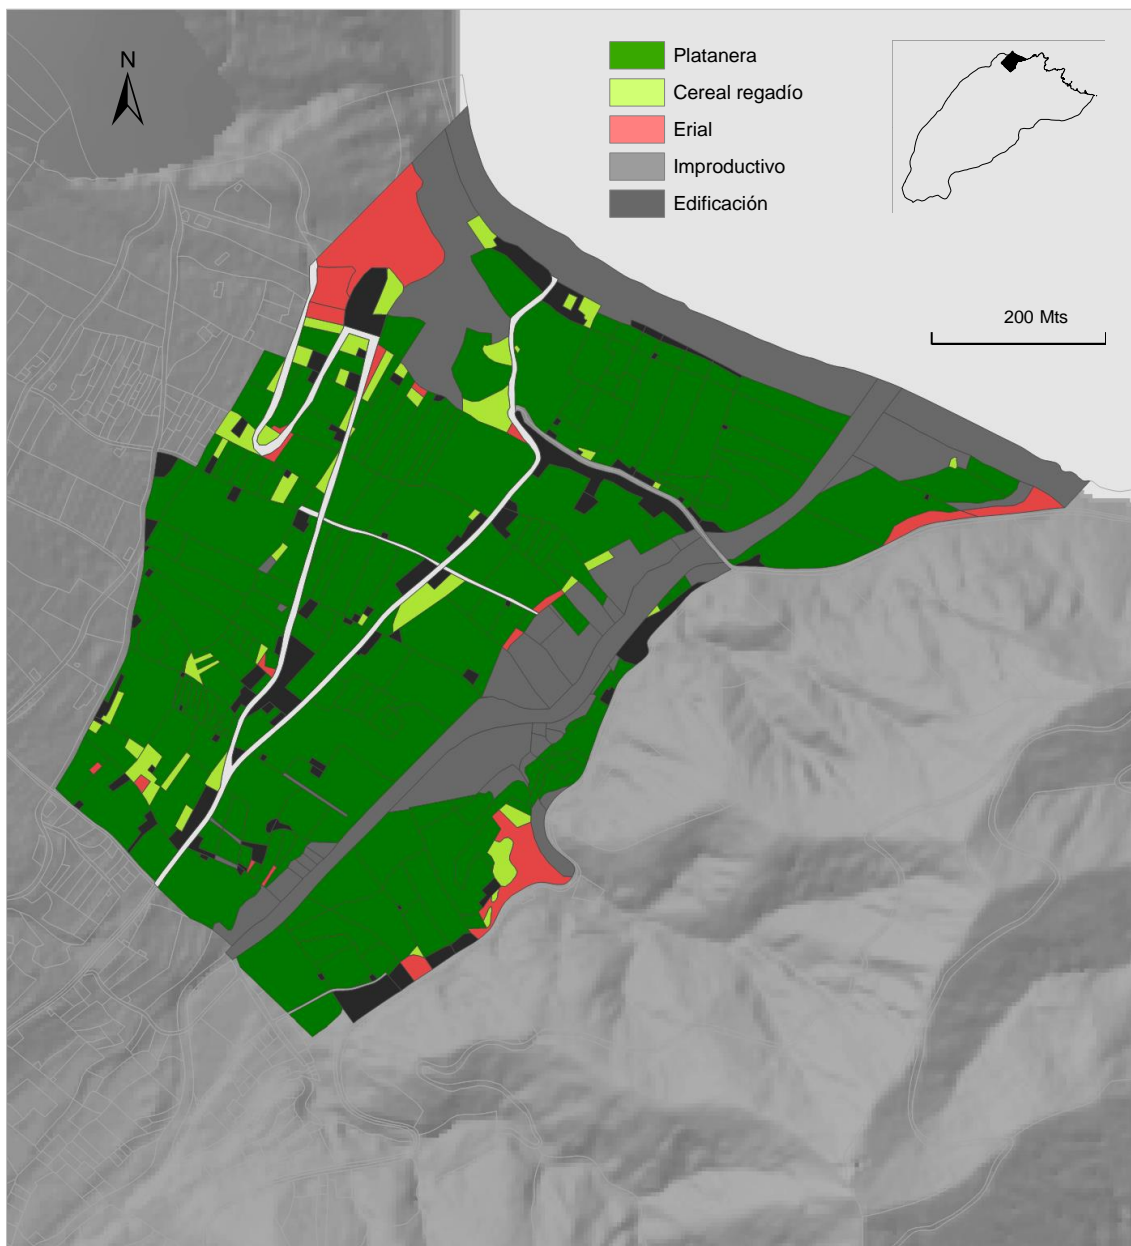 N
Platanera
Cereal regadío
Erial
Improductivo
Edificación
200 Mts